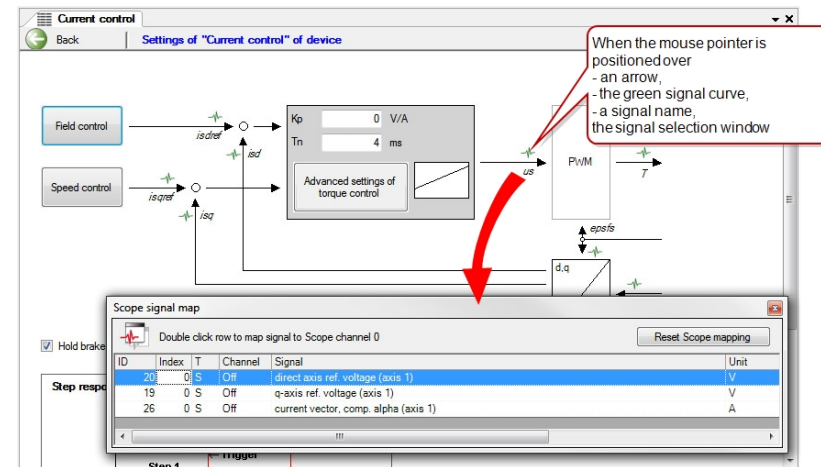 Current control
Back
Settings of "Current control" of device
When the mouse pointer is
positioned over
- an arrow,
- the green signal curve,
- a signal name,
the signal selection window
Field control
isdref
isd
Kp 0 V/A
Tn 4 ms
Advanced settings of
torque control
us
PWM
T
Speed control
isqref
isq
epsfs
d,q
Scope signal map
Double click row to map signal to Scope channel 0
Reset Scope mapping
ID Index T Channel Signal Unit
20 0 S Off direct axis ref. voltage (axis 1) V
19 0 S Off q-axis ref. voltage (axis 1) V
26 0 S Off current vector, comp. alpha (axis 1) A
Hold brake
Step respo
Step 1
Trigger